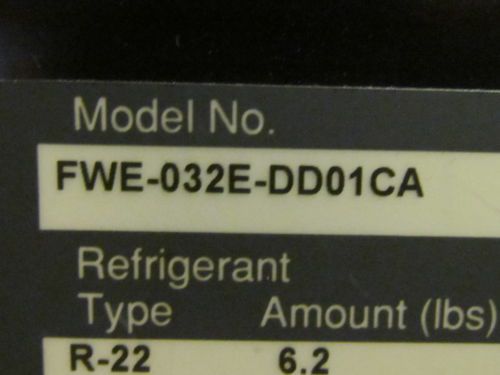 Model No.
FWE-032E-DD01CA
Refrigerant
Type Amount (lbs)
R-22 6.2